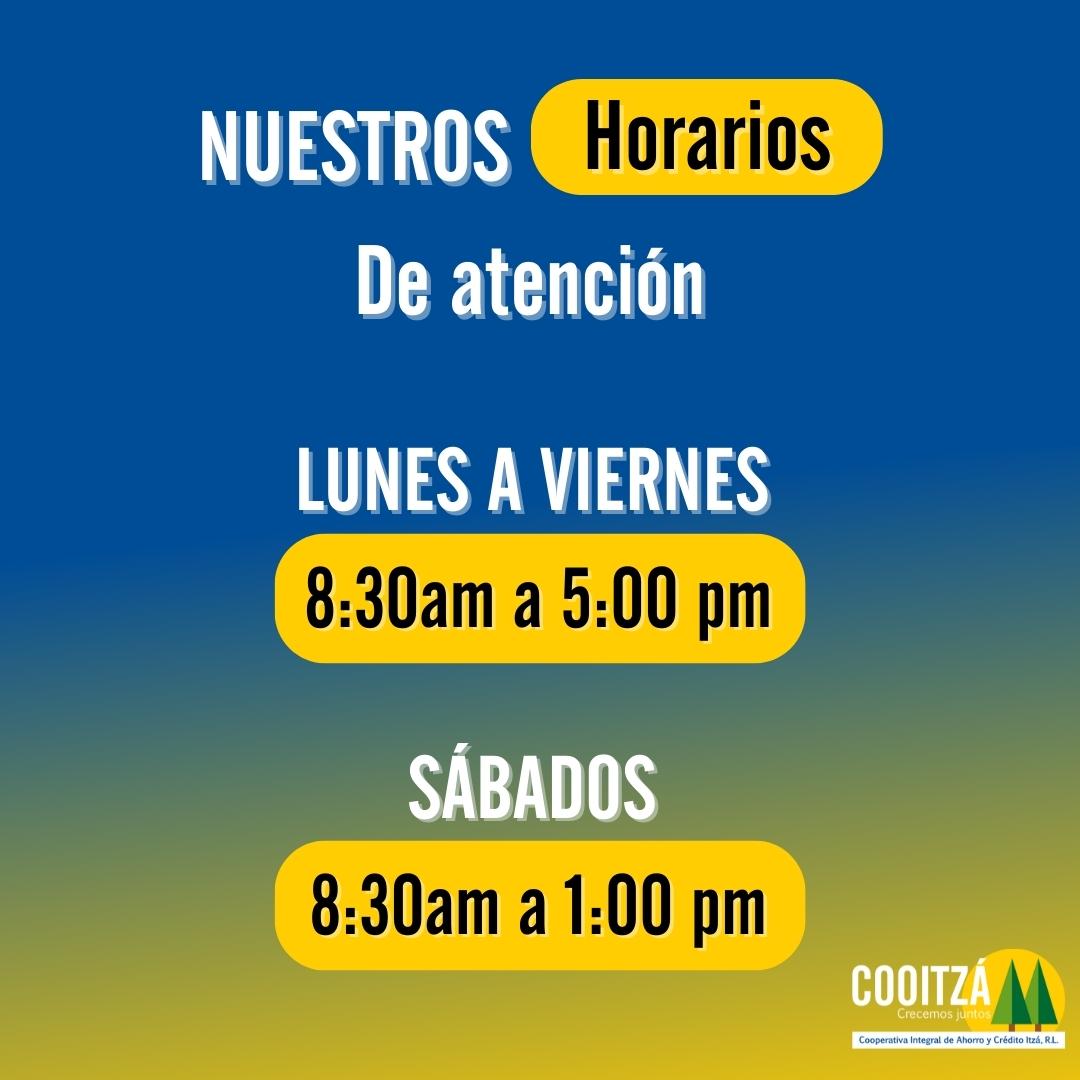 NUESTROS Horarios
De atención
LUNES A VIERNES
8:30am a 5:00 pm
SÁBADOS
8:30am a 1:00 pm
COOITZÁ
Crecemos juntos
Cooperativa Integral de Ahorro y Crédito Itzá, R.L.